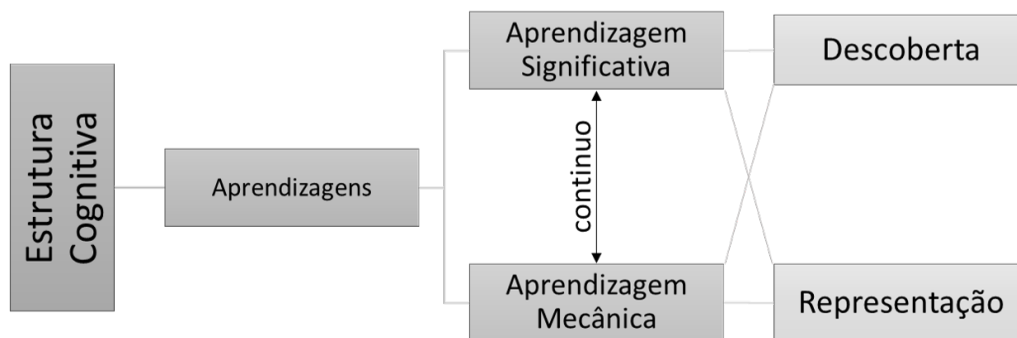 Estrutura
Cognitiva
Aprendizagens
Aprendizagem
Significativa
continuo
Aprendizagem
Mecânica
Descoberta
Representação